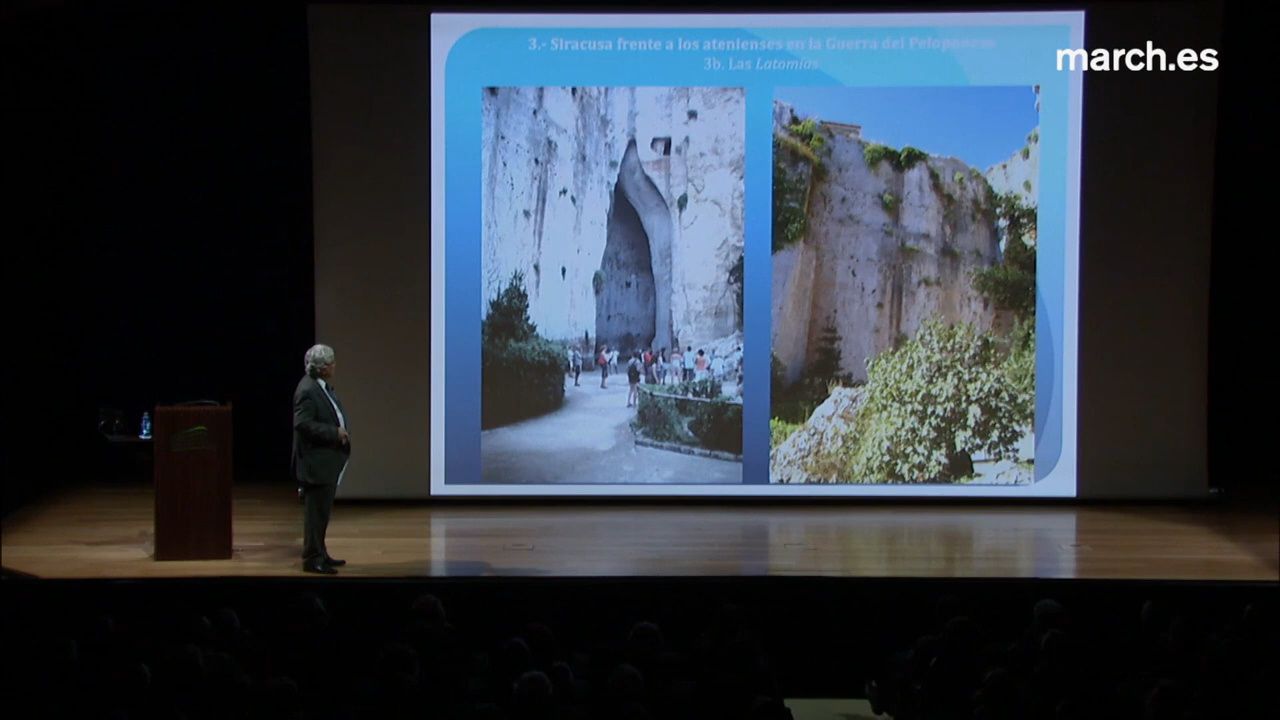 3.- Siracusa frente a los atenienses en la Guerra del Peloponeso
3b. Las Latomías
march.es